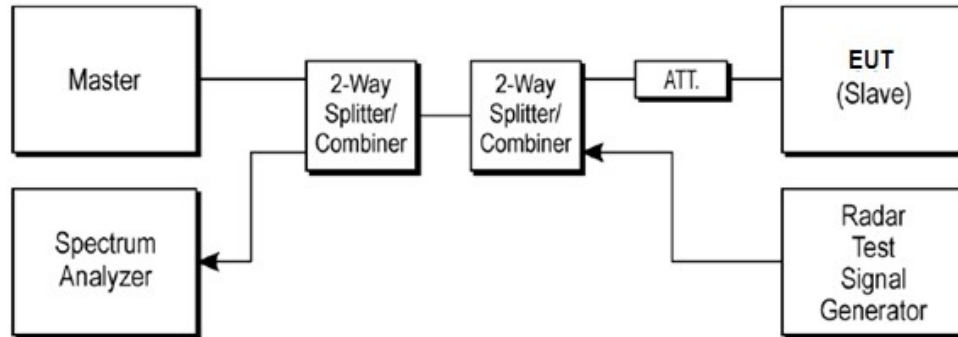 Master
2-Way
Splitter/
Combiner
2-Way
Splitter/
Combiner
ATT.
EUT
(Slave)
Spectrum
Analyzer
Radar
Test
Signal
Generator